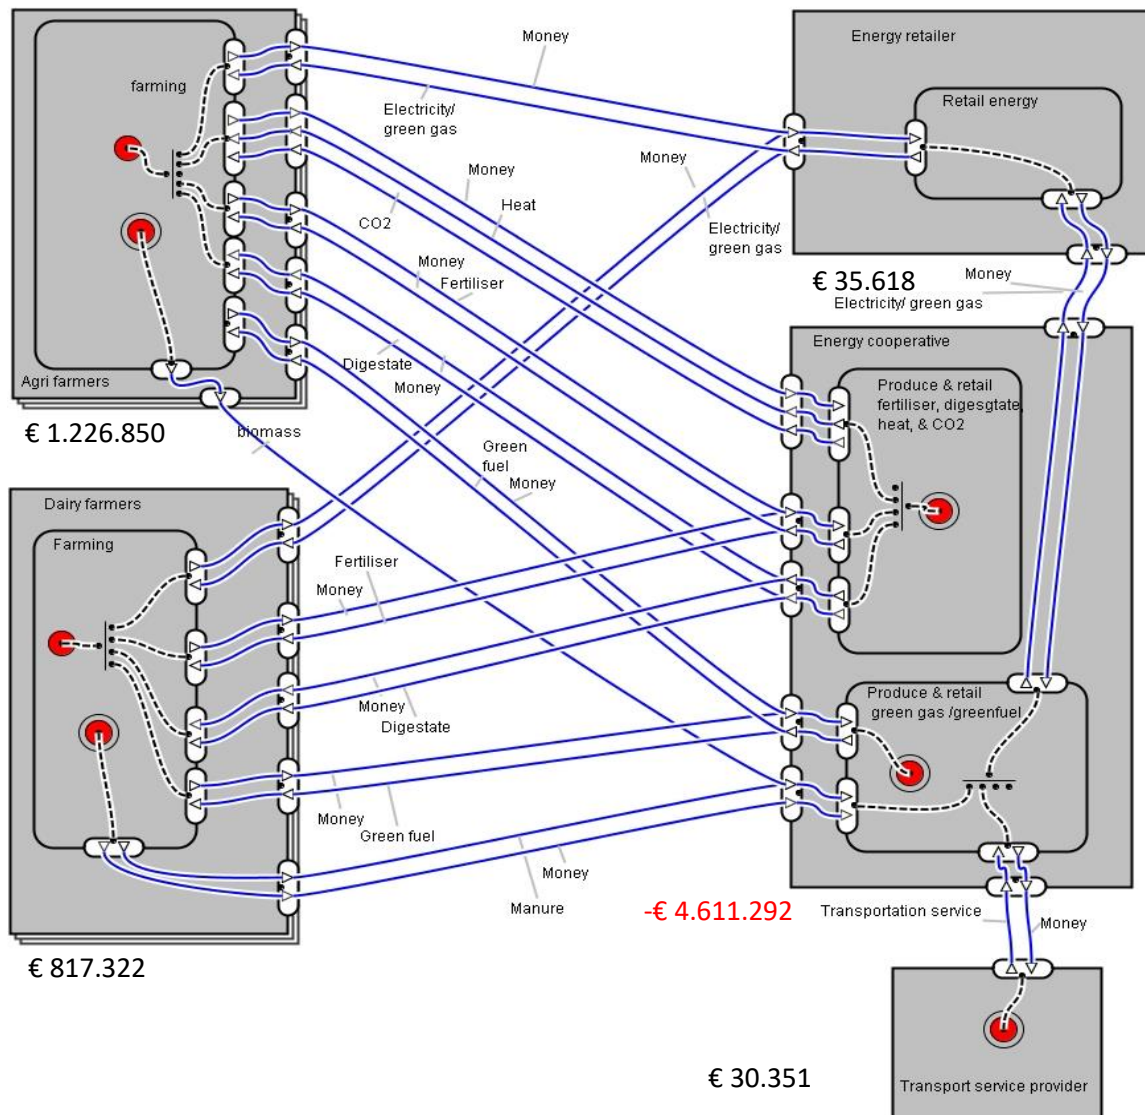 Money
Energy retailer
farming
Retail energy
Electricity/
green gas
Money
Money
Heat
CO2
Electricity/
green gas
Money
Fertiliser
€ 35.618
Money
Electricity/ green gas
Digestate
Money
Energy cooperative
Agri farmers
Produce & retail
fertiliser, digesgtate,
heat, & CO2
€ 1.226.850
biomass
Green
fuel
Money
Dairy farmers
Farming
Fertiliser
Money
Money
Digestate
Produce & retail
green gas /greenfuel
Money
Green fuel
Money
Manure
-€ 4.611.292
Transportation service
Money
€ 817.322
€ 30.351
Transport service provider